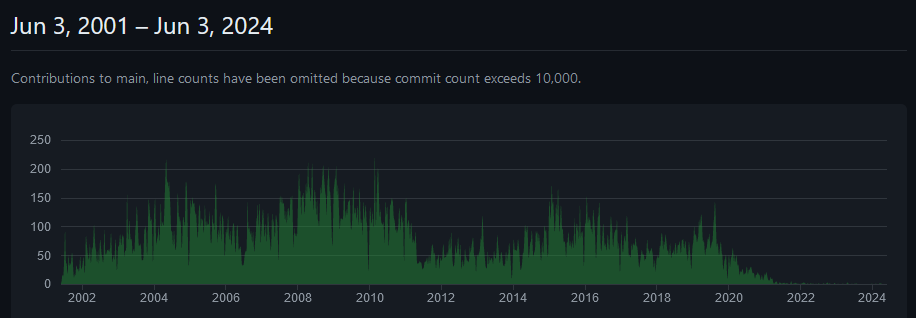 Jun 3, 2001 – Jun 3, 2024
Contributions to main, line counts have been omitted because commit count exceeds 10,000.
250
200
150
100
50
0
2002 2004 2006 2008 2010 2012 2014 2016 2018 2020 2022 2024